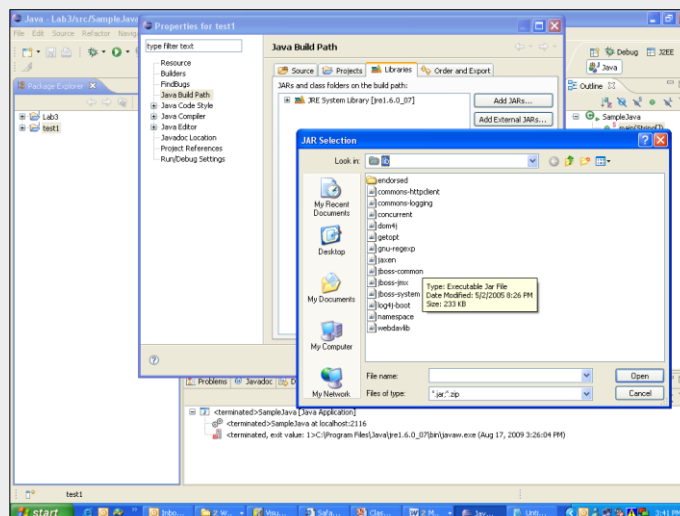 Java - Lab3/src/SampleJava
File Edit Source Refactor Navig
Package Explorer
Lab3
test1
Properties for test1
type filter text
Resource
Builders
FindBugs
Java Build Path
Java Code Style
Java Compiler
Java Editor
Javadoc Location
Project References
Run/Debug Settings
Java Build Path
Source Projects Libraries Order and Export
JARs and class folders on the build path:
JRE System Library [jre1.6.0_07]
Add JARs...
Add External JARs...
Debug J2EE
Java
Outline
SampleJava
main(String[])
JAR Selection
Look in: lib
My Recent Documents
Desktop
My Documents
My Computer
My Network
endorsed
commons-httpclient
commons-logging
concurrent
dom4j
getopt
gnu-regexp
jaxen
jboss-common
jboss-jmx
jboss-system
log4j-boot
namespace
webdavlib
Type: Executable Jar File
Date Modified: 5/2/2005 8:26 PM
Size: 233 KB
File name:
Open
Files of type: *.jar;*.zip
Cancel
Problems Javadoc D
<terminated>SampleJava [Java Application]
<terminated>SampleJava at localhost:2116
<terminated, exit value: 1>C:\Program Files\Java\jre1.6.0_07\bin\javaw.exe (Aug 17, 2009 3:26:04 PM)
test1
start
Inbo...
2 W...
Visu...
Safa...
Clas...
2 M...
Jav...
Unti...
3:41 PM